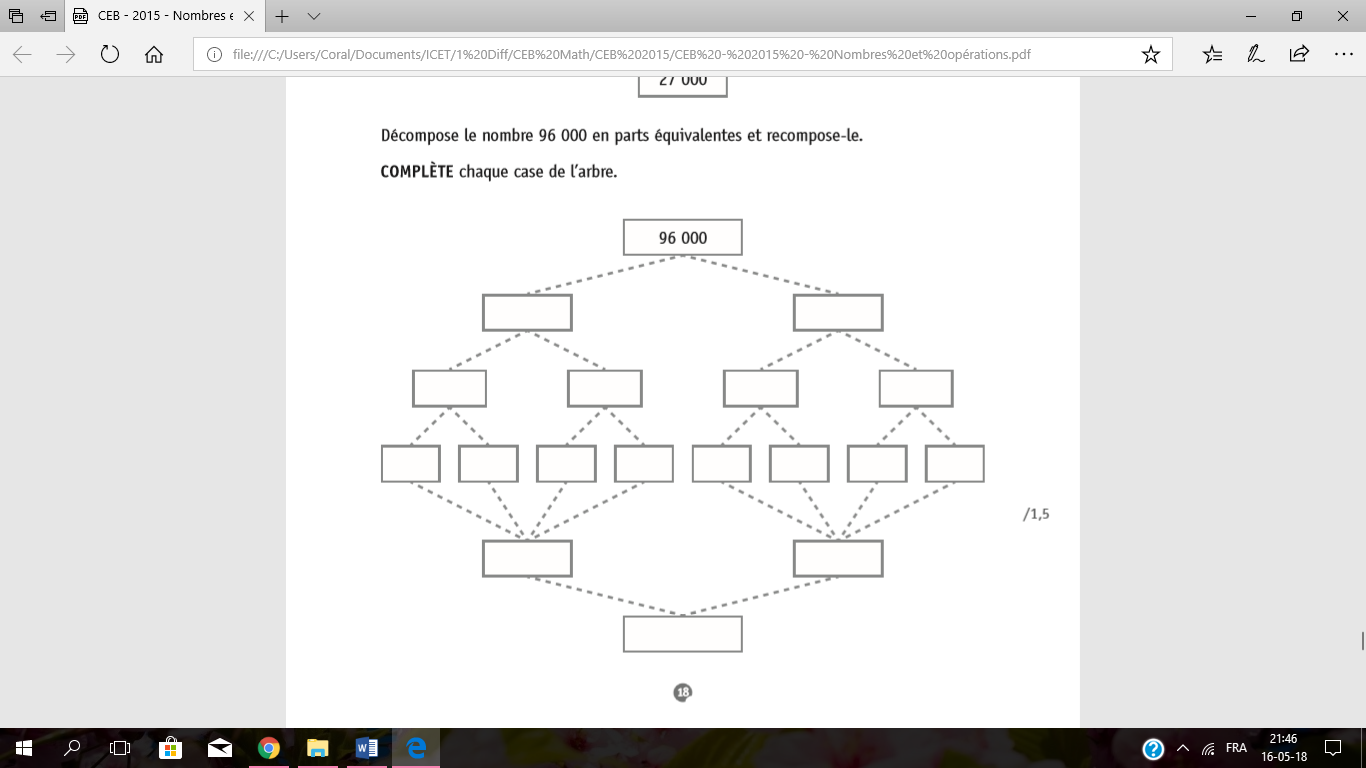 CEB - 2015 - Nombres e
file:///C:/Users/Coral/Documents/ICET/1%20Diff/CEB%20Math/CEB%202015/CEB%20-%202015%20-%20Nombres%20et%20opérations.pdf
27 000
Décompose le nombre 96 000 en parts équivalentes et recompose-le.
COMPLÈTE chaque case de l'arbre.
96 000
/1,5
18
FRA
21:46
16-05-18